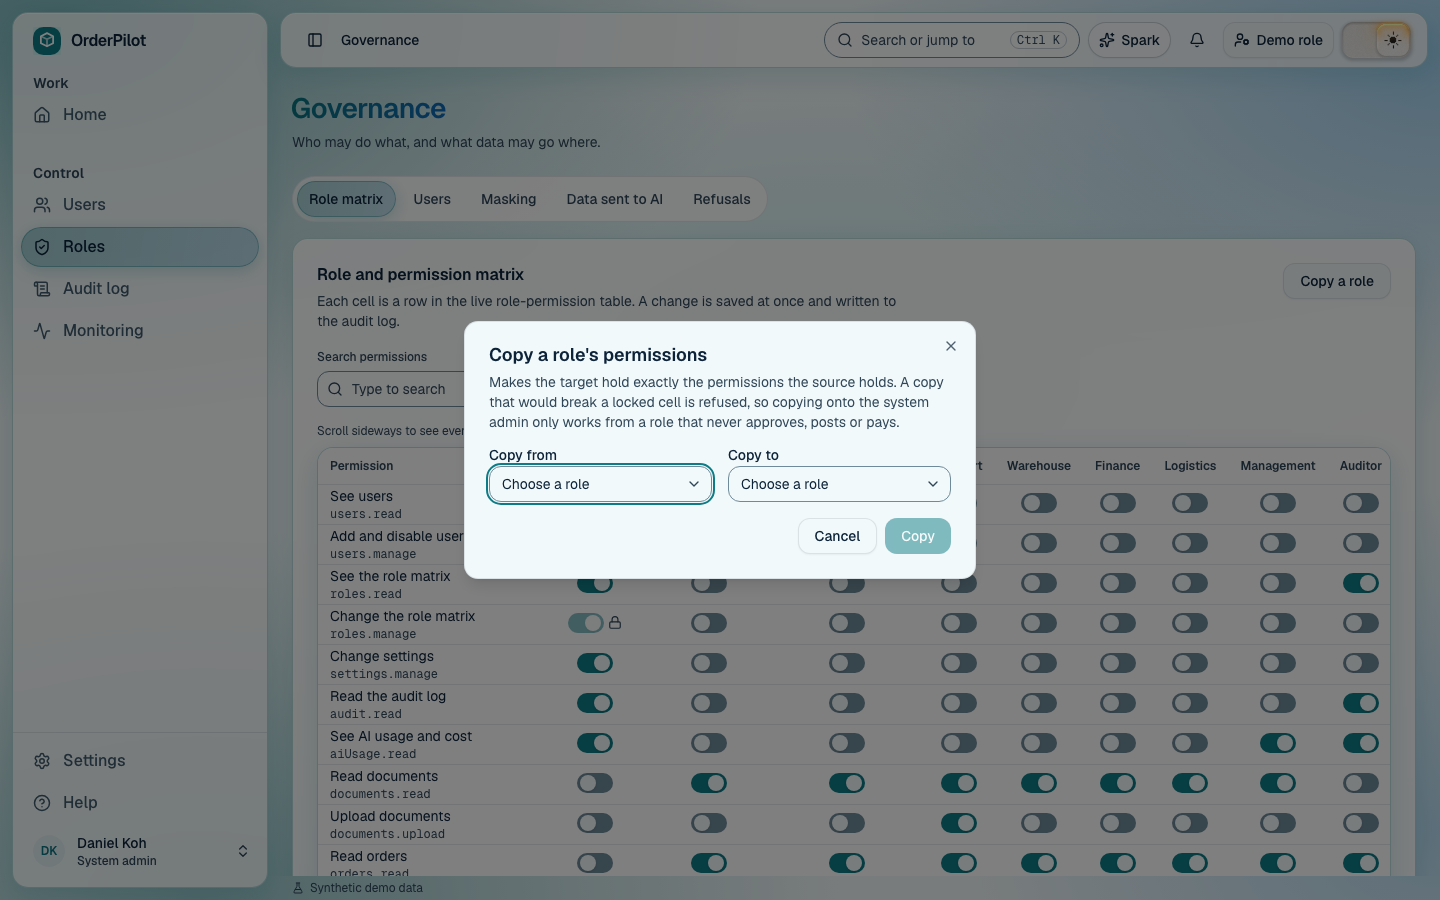 OrderPilot
Work
Home
Control
Users
Roles
Audit log
Monitoring
Settings
Help
DK
Daniel Koh
System admin
Governance
Search or jump to
Ctrl K
Spark
Demo role
Governance
Who may do what, and what data may go where.
Role matrix
Users
Masking
Data sent to AI
Refusals
Role and permission matrix
Each cell is a row in the live role-permission table. A change is saved at once and written to
the audit log.
Copy a role
Search permissions
Type to search
Scroll sideways to see
Copy a role's permissions
Makes the target hold exactly the permissions the source holds. A copy
that would break a locked cell is refused, so copying onto the system
admin only works from a role that never approves, posts or pays.
Copy from
Copy to
Choose a role
Choose a role
Cancel
Copy
Permission
Warehouse
Finance
Logistics
Management
Auditor
See users
users.read
Add and disable
users.manage
See the role matrix
roles.read
Change the role matrix
roles.manage
Change settings
settings.manage
Read the audit log
audit.read
See AI usage and cost
aiUsage.read
Read documents
documents.read
Upload documents
documents.upload
Read orders
orders.read
Synthetic demo data